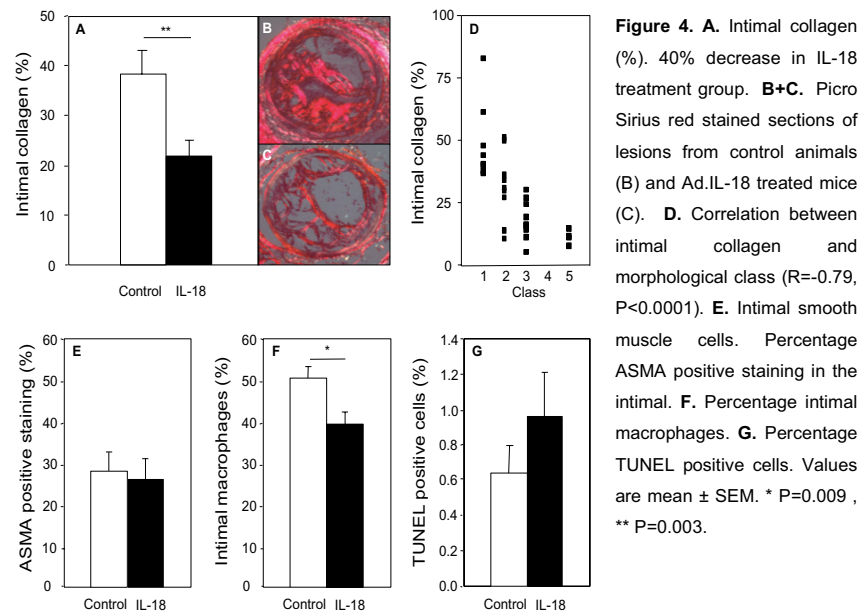 A
**
Intimal collagen (%)
50
40
30
20
10
0
Control IL-18
B
C
D
Intimal collagen (%)
100
75
50
25
0
1 2 3 4 5
Class
E
ASMA positive staining (%)
60
50
40
30
20
10
Control IL-18
F
*
Intimal macrophages (%)
60
50
40
30
20
10
Control IL-18
G
TUNEL positive cells (%)
1.4
1.2
1.0
0.8
0.6
0.4
0.2
0.0
Control IL-18
Figure 4. A. Intimal collagen
(%). 40% decrease in IL-18
treatment group. B+C. Picro
Sirius red stained sections of
lesions from control animals
(B) and Ad.IL-18 treated mice
(C). D. Correlation between
intimal collagen and
morphological class (R=-0.79,
P<0.0001). E. Intimal smooth
muscle cells. Percentage
ASMA positive staining in the
intimal. F. Percentage intimal
macrophages. G. Percentage
TUNEL positive cells. Values
are mean ± SEM. * P=0.009 ,
** P=0.003.